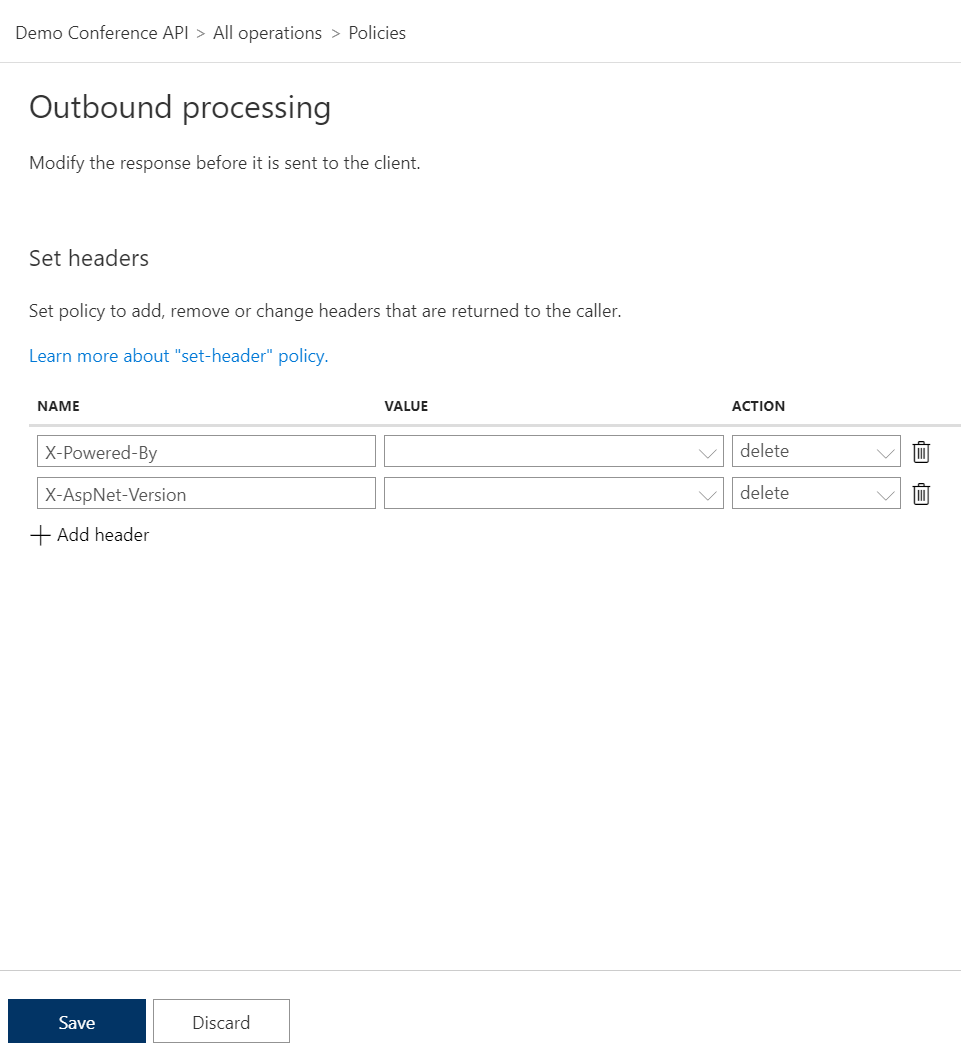 Demo Conference API > All operations > Policies
Outbound processing
Modify the response before it is sent to the client.
Set headers
Set policy to add, remove or change headers that are returned to the caller.
Learn more about "set-header" policy.
NAME VALUE ACTION
X-Powered-By delete
X-AspNet-Version delete
Add header
Save Discard